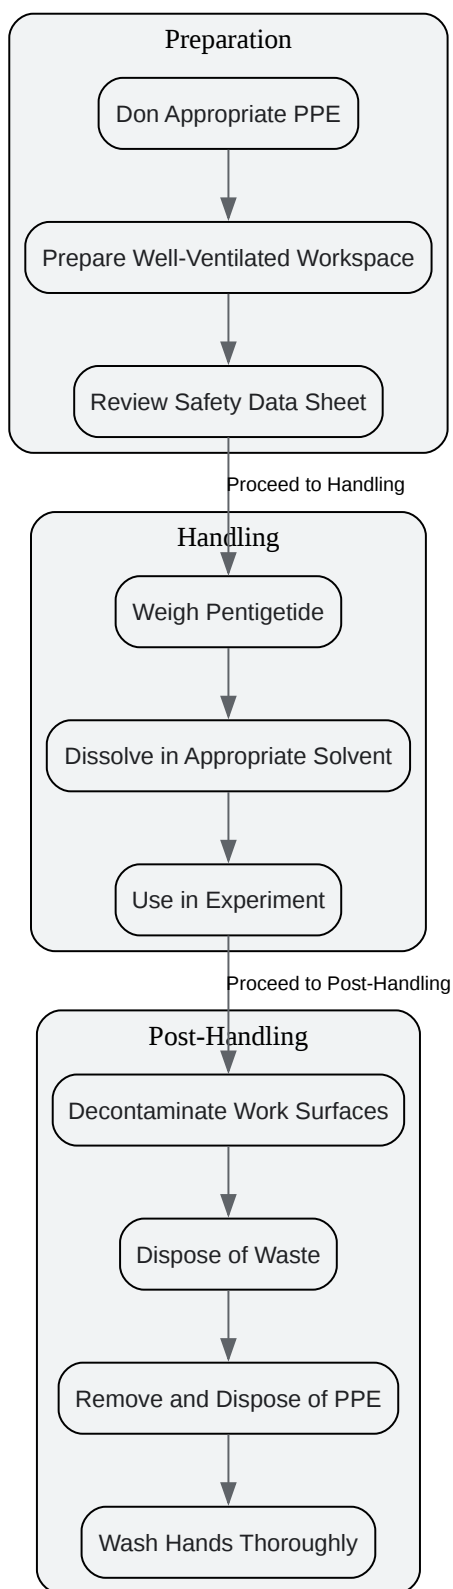 Preparation
Don Appropriate PPE
Prepare Well-Ventilated Workspace
Review Safety Data Sheet
Proceed to Handling
Handling
Weigh Pentigetide
Dissolve in Appropriate Solvent
Use in Experiment
Proceed to Post-Handling
Post-Handling
Decontaminate Work Surfaces
Dispose of Waste
Remove and Dispose of PPE
Wash Hands Thoroughly